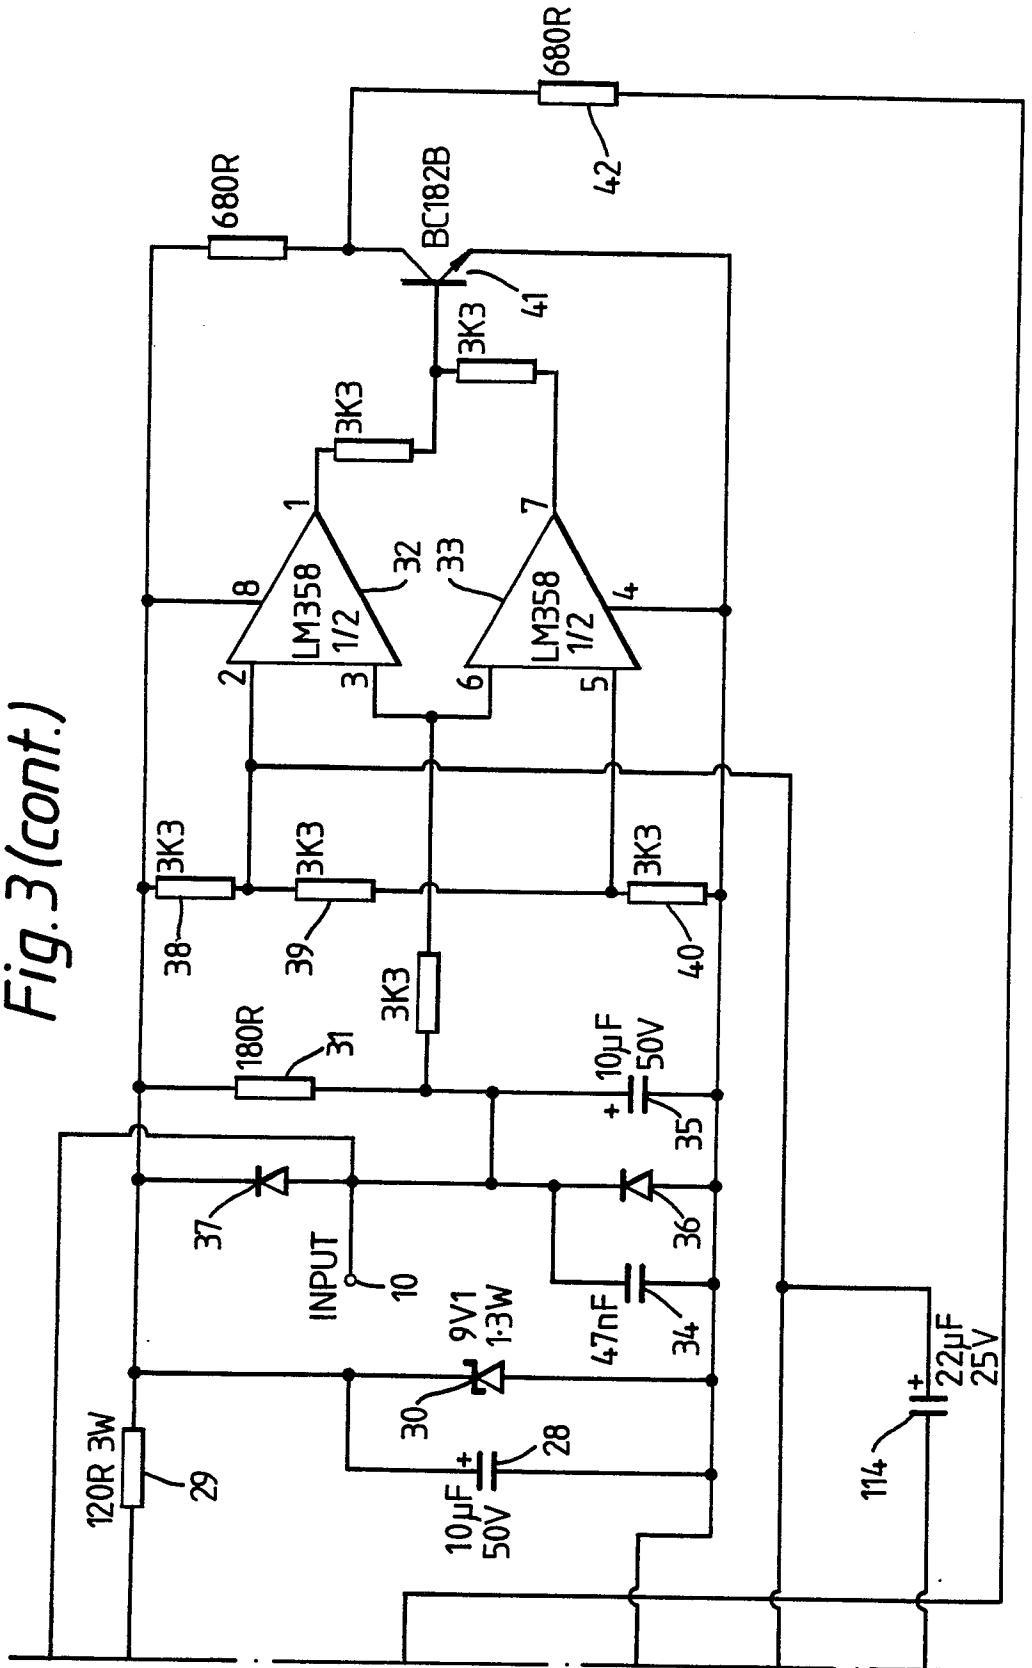 Fig.3(cont.)
120R 3W
29
10µF
50V
+
28
9V1
1·3W
30
INPUT
10
47nF
34
37
36
180R
31
10µF
50V
+
35
3K3
3K3
38
3K3
39
3K3
40
2
3
8
1
LM358
1/2
32
6
5
7
4
LM358
1/2
33
3K3
3K3
680R
BC182B
41
680R
42
114
+
22µF
25V